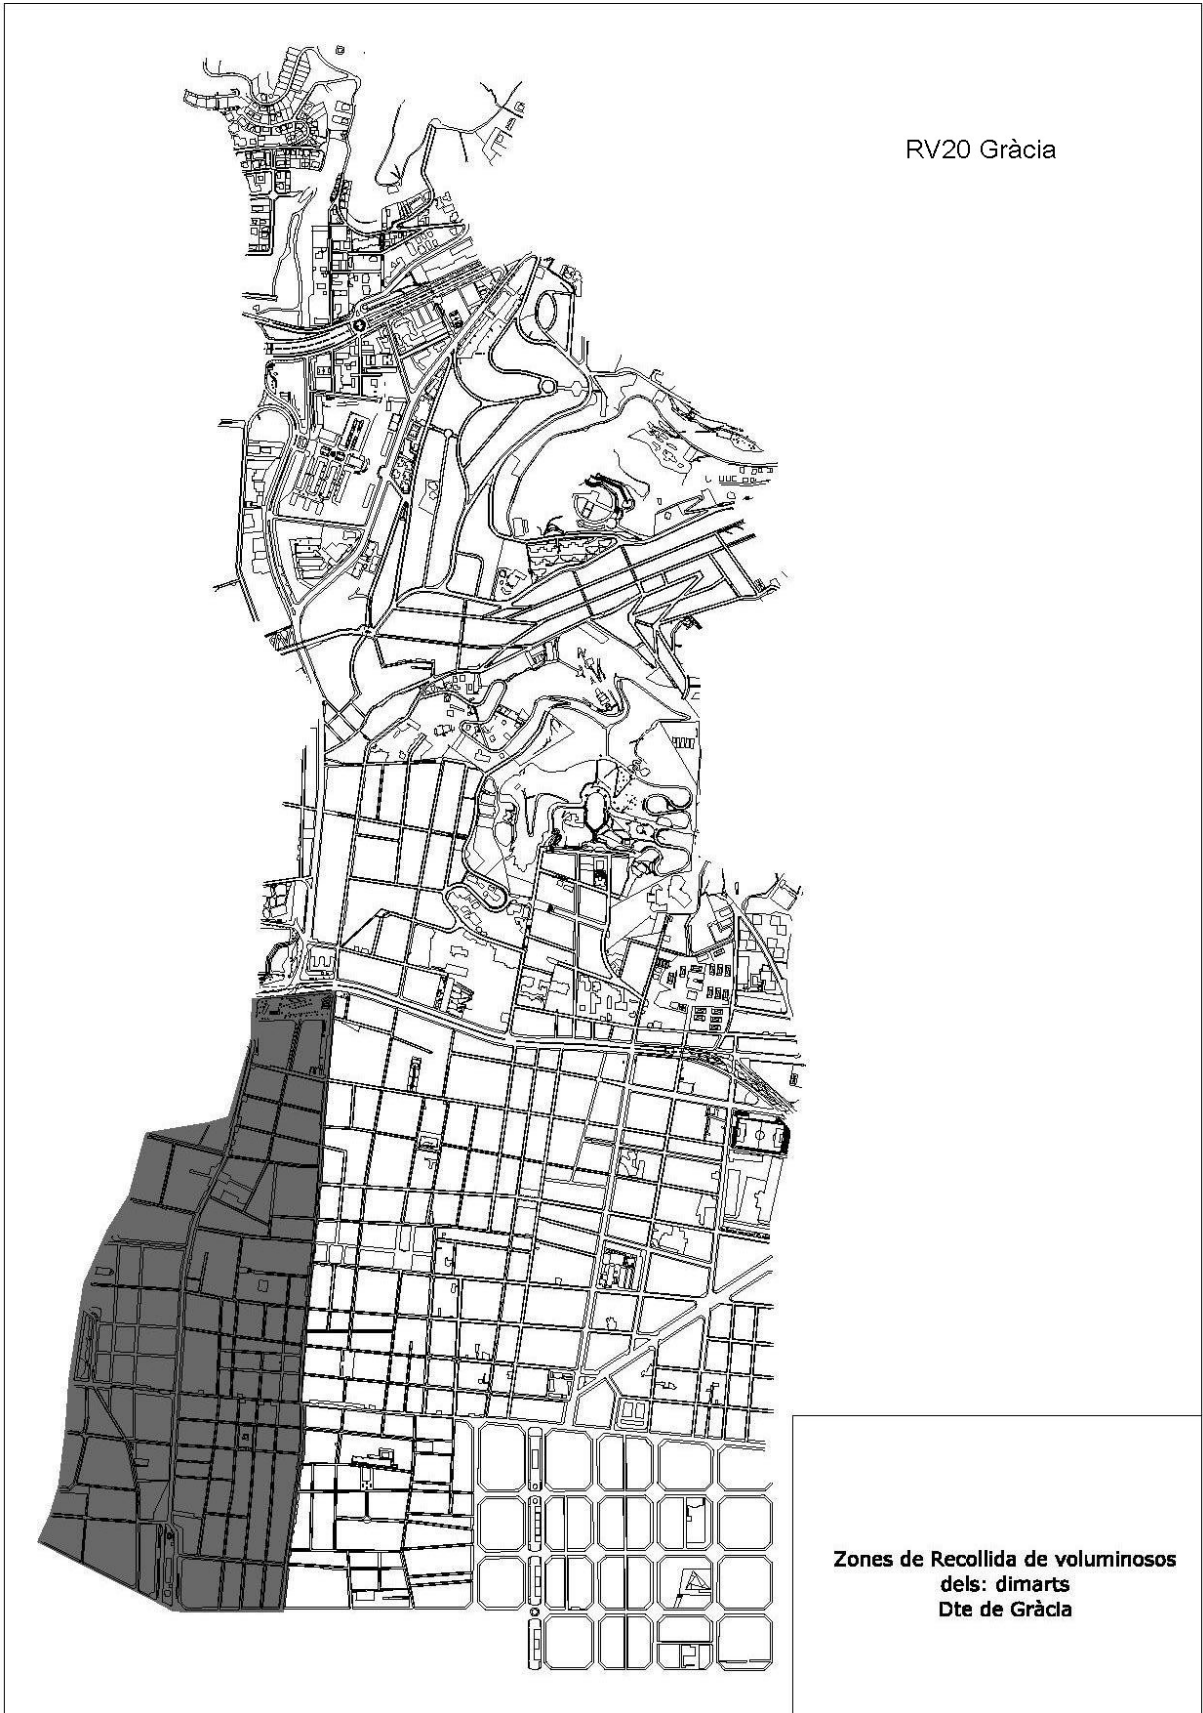 RV20 Gràcia
Zones de Recollida de voluminosos
dels: dimarts
Dte de Gràcia